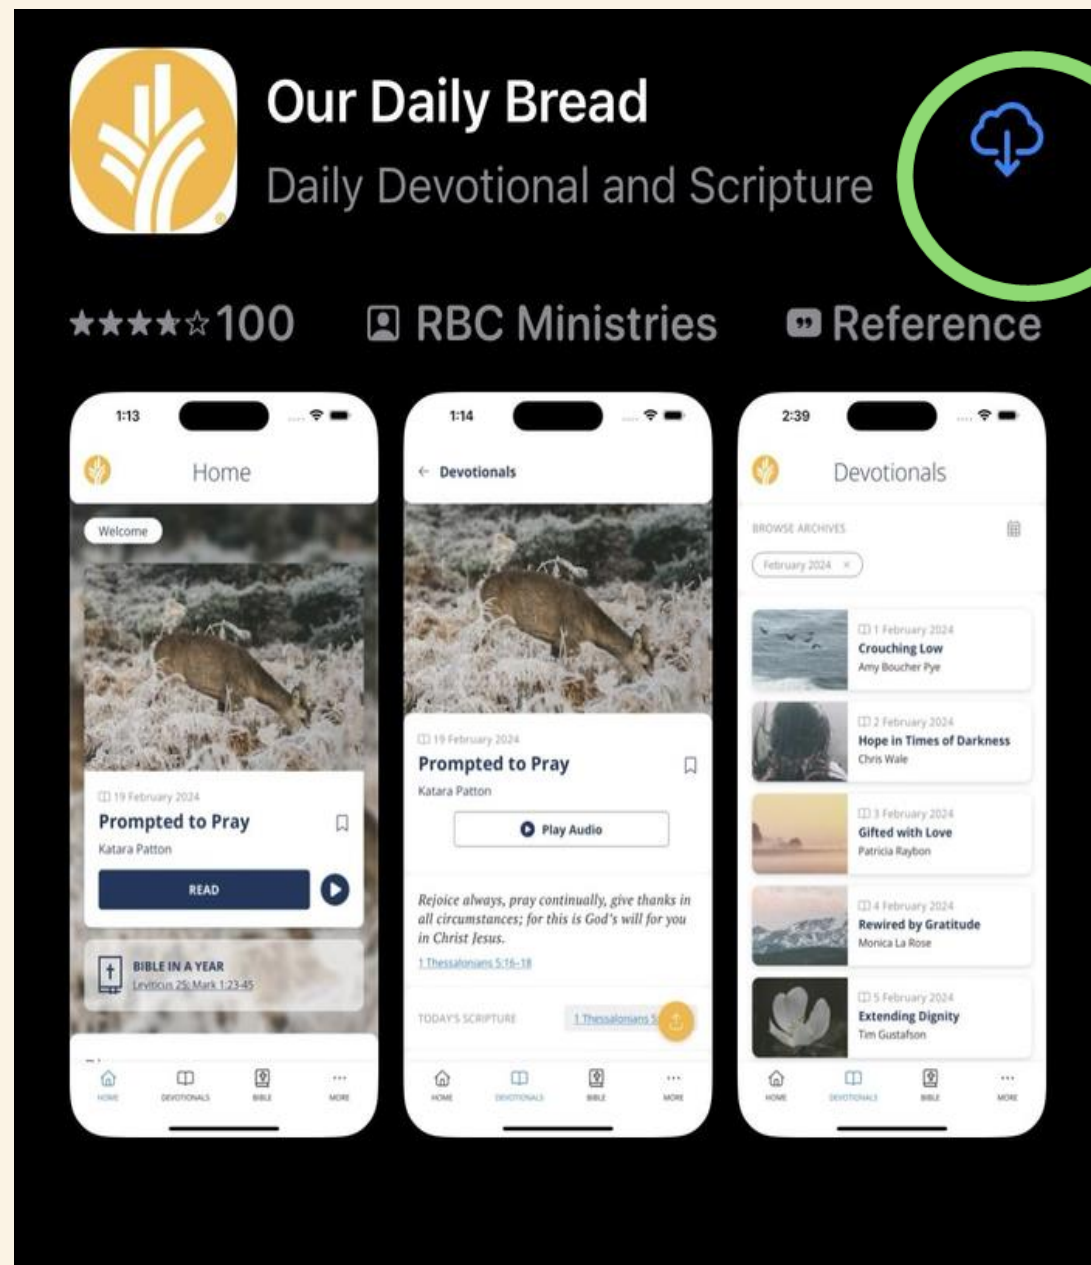 Our Daily Bread
Daily Devotional and Scripture
100
RBC Ministries
Reference
1:13
Home
Welcome
19 February 2024
Prompted to Pray
Katara Patton
READ
BIBLE IN A YEAR
Leviticus 25; Mark 1:23-45
HOME
DEVOTIONALS
BIBLE
MORE
1:14
← Devotionals
19 February 2024
Prompted to Pray
Katara Patton
Play Audio
Rejoice always, pray continually, give thanks in
all circumstances; for this is God's will for you
in Christ Jesus.
1 Thessalonians 5:16–18
TODAY'S SCRIPTURE
1 Thessalonians 5:
HOME
DEVOTIONALS
BIBLE
MORE
2:39
Devotionals
BROWSE ARCHIVES
February 2024 ×
1 February 2024
Crouching Low
Amy Boucher Pye
2 February 2024
Hope in Times of Darkness
Chris Wale
3 February 2024
Gifted with Love
Patricia Raybon
4 February 2024
Rewired by Gratitude
Monica La Rose
5 February 2024
Extending Dignity
Tim Gustafson
HOME
DEVOTIONALS
BIBLE
MORE